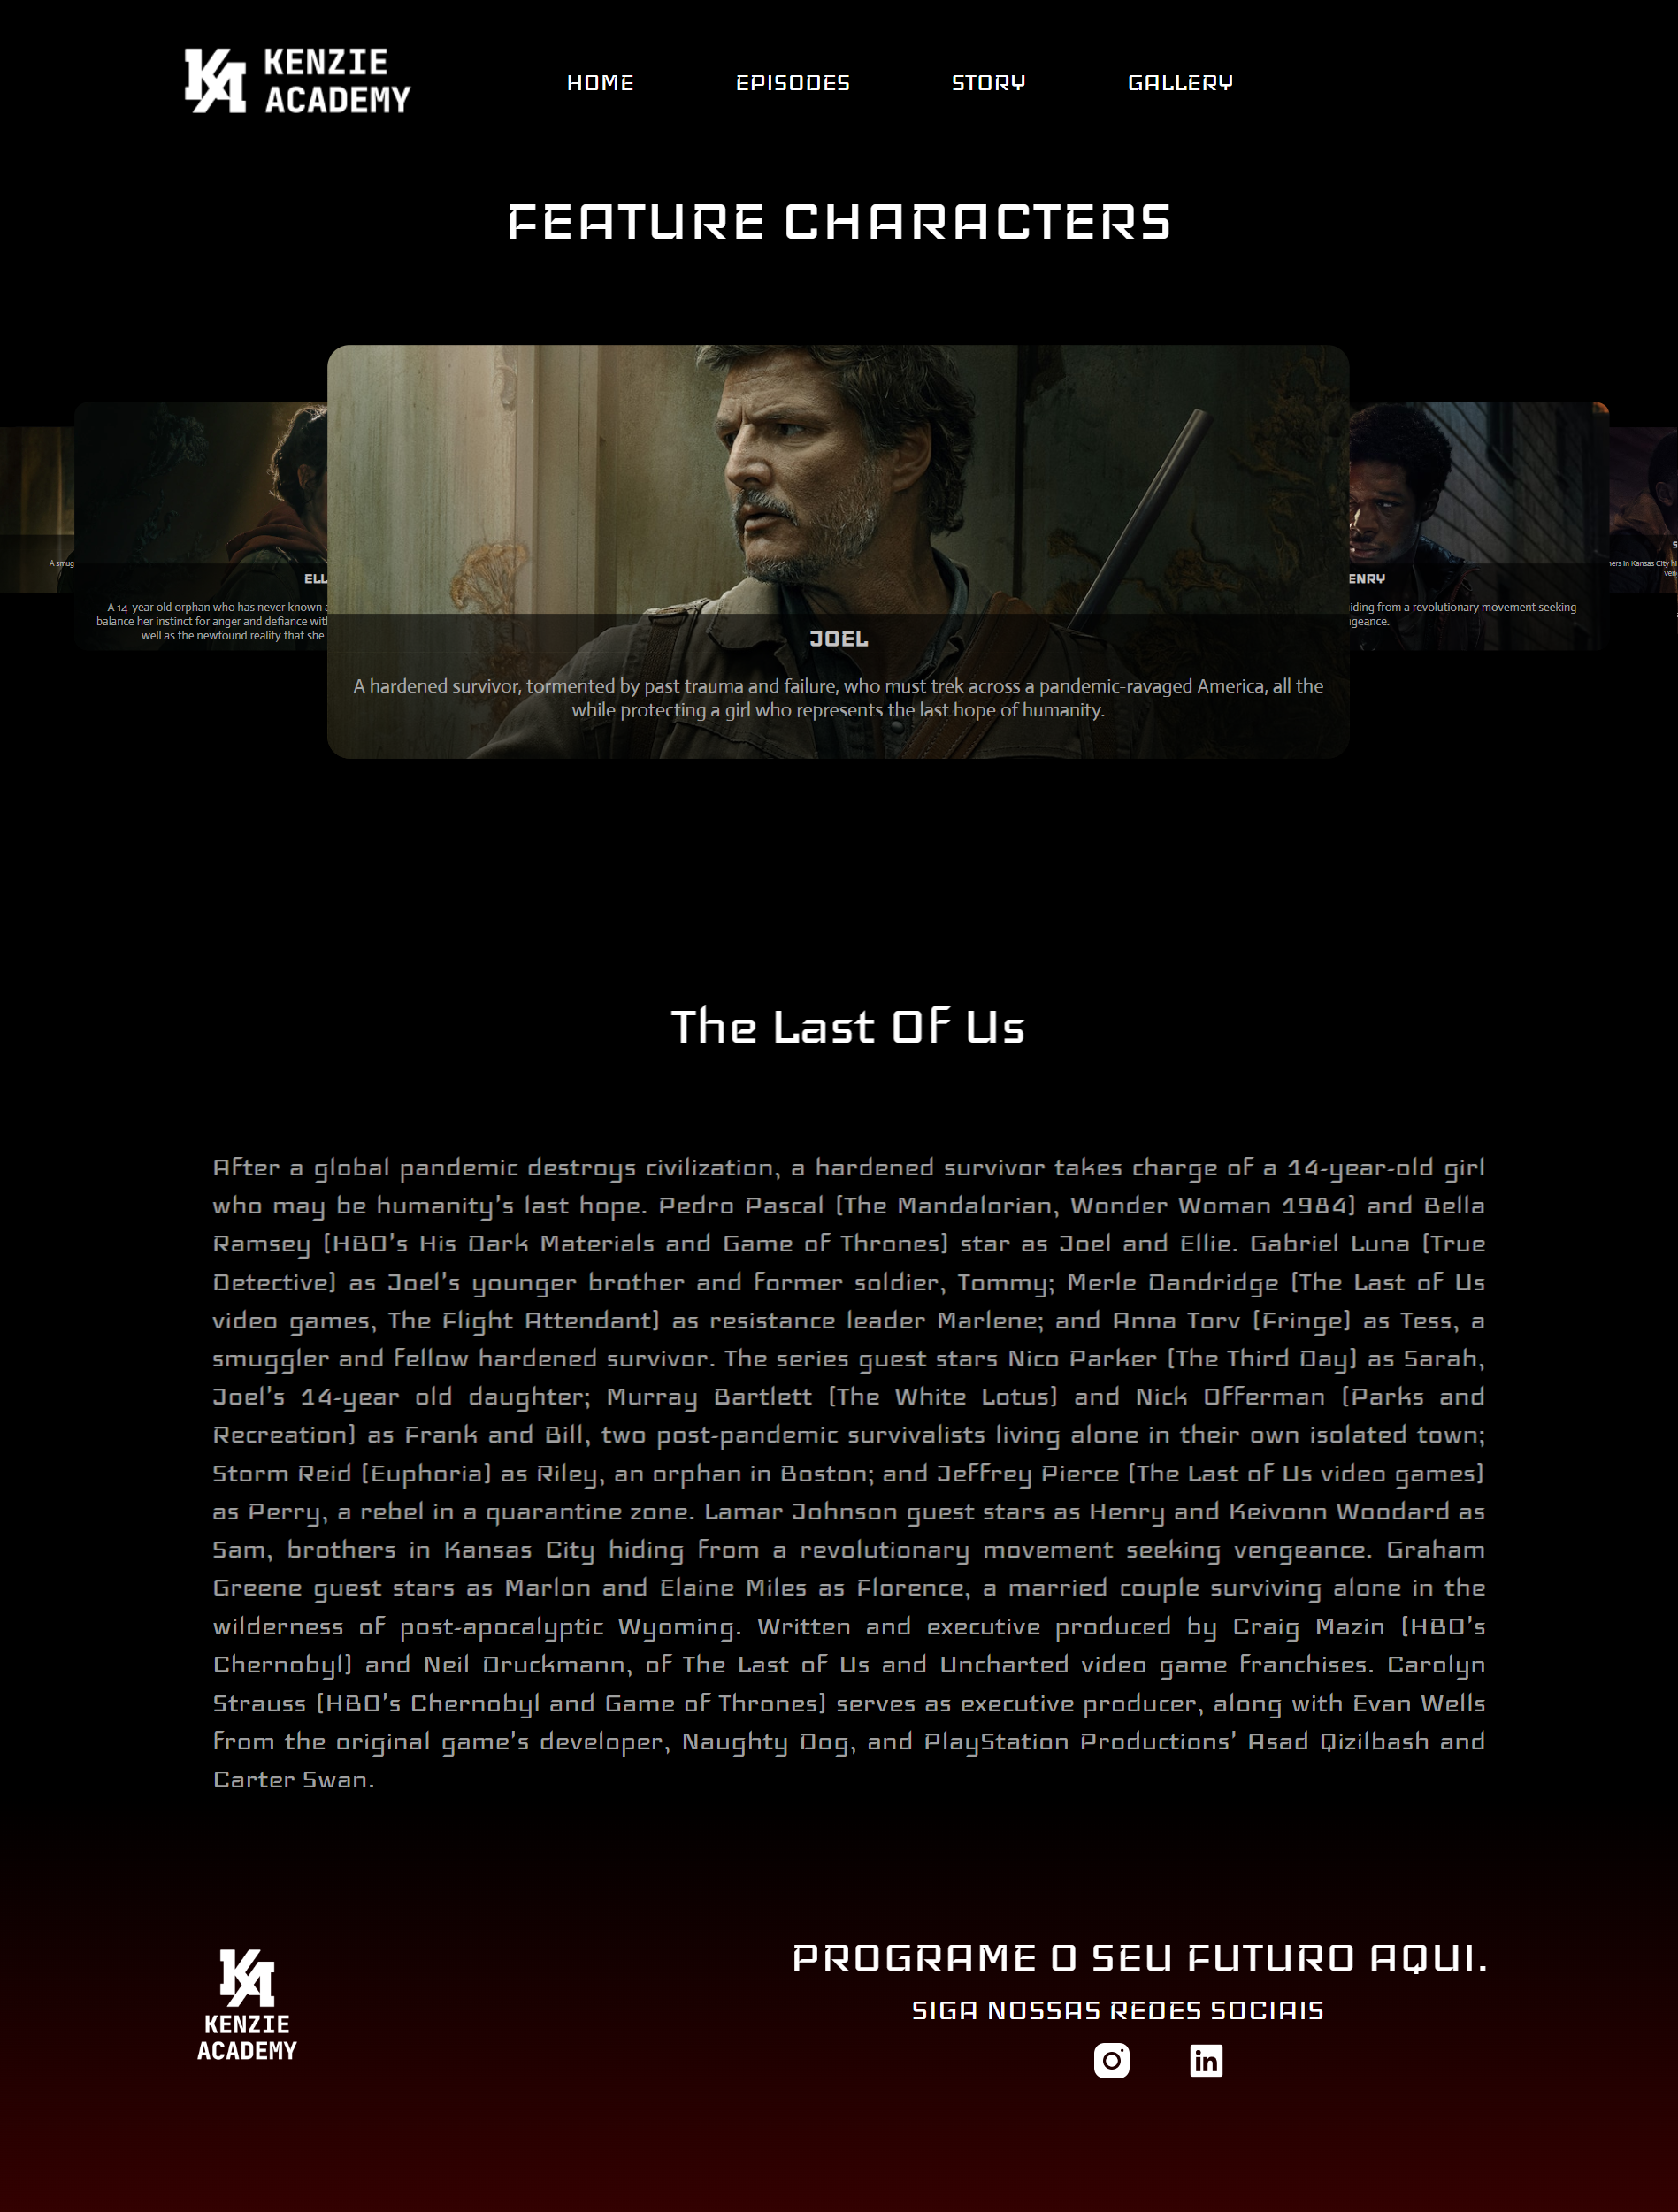 KENZIE
ACADEMY
HOME
EPISODES
STORY
GALLERY
FEATURE CHARACTERS
A smug
ELL
A 14-year old orphan who has never known a
balance her instinct for anger and defiance with
well as the newfound reality that she
JOEL
A hardened survivor, tormented by past trauma and failure, who must trek across a pandemic-ravaged America, all the
while protecting a girl who represents the last hope of humanity.
ENRY
iding from a revolutionary movement seeking
geance.
S
ers in Kansas City hi
ven
The Last Of Us
After a global pandemic destroys civilization, a hardened survivor takes charge of a 14-year-old girl
who may be humanity's last hope. Pedro Pascal (The Mandalorian, Wonder Woman 1984) and Bella
Ramsey (HBO's His Dark Materials and Game of Thrones) star as Joel and Ellie. Gabriel Luna (True
Detective) as Joel's younger brother and former soldier, Tommy; Merle Dandridge (The Last of Us
video games, The Flight Attendant) as resistance leader Marlene; and Anna Torv (Fringe) as Tess, a
smuggler and fellow hardened survivor. The series guest stars Nico Parker (The Third Day) as Sarah,
Joel's 14-year old daughter; Murray Bartlett (The White Lotus) and Nick Offerman (Parks and
Recreation) as Frank and Bill, two post-pandemic survivalists living alone in their own isolated town;
Storm Reid (Euphoria) as Riley, an orphan in Boston; and Jeffrey Pierce (The Last of Us video games)
as Perry, a rebel in a quarantine zone. Lamar Johnson guest stars as Henry and Keivonn Woodard as
Sam, brothers in Kansas City hiding from a revolutionary movement seeking vengeance. Graham
Greene guest stars as Marlon and Elaine Miles as Florence, a married couple surviving alone in the
wilderness of post-apocalyptic Wyoming. Written and executive produced by Craig Mazin (HBO's
Chernobyl) and Neil Druckmann, of The Last of Us and Uncharted video game franchises. Carolyn
Strauss (HBO's Chernobyl and Game of Thrones) serves as executive producer, along with Evan Wells
from the original game's developer, Naughty Dog, and PlayStation Productions' Asad Qizilbash and
Carter Swan.
KENZIE
ACADEMY
PROGRAME O SEU FUTURO AQUI.
SIGA NOSSAS REDES SOCIAIS